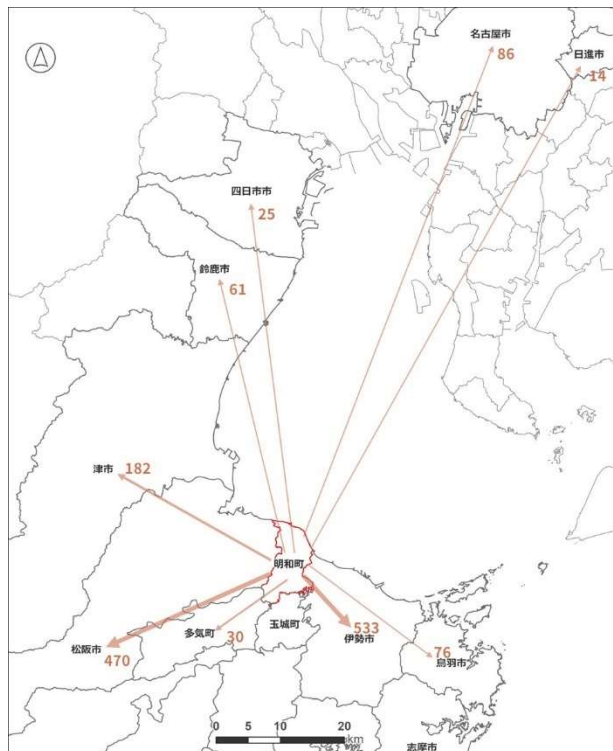 名古屋市
86
日進市
14
四日市市
25
鈴鹿市
61
津市
182
明和町
松阪市
470
多気町
30
玉城町
533
伊勢市
76
鳥羽市
0 5 10 20
km
志摩市